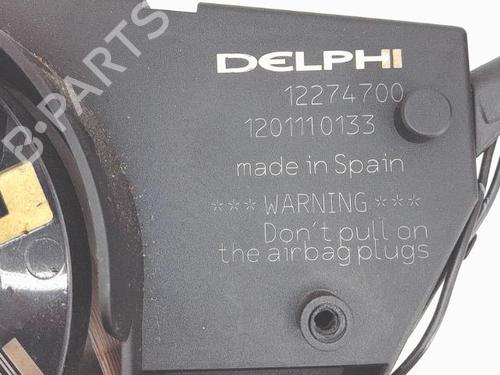 B-PARTS
DELPHI
12274700
1201110133
made in Spain
*** WARNING ***
Don't pull on
the airbag plugs